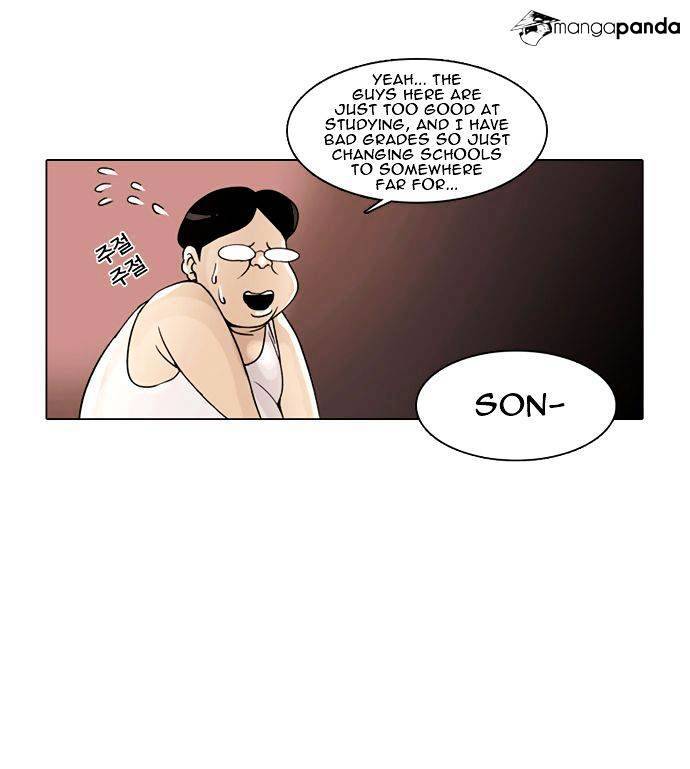 mangapanda
YEAH... THE
GUYS HERE ARE
JUST TOO GOOD AT
STUDYING, AND I HAVE
BAD GRADES SO JUST
CHANGING SCHOOLS
TO SOMEWHERE
FAR FOR...
주절
주절
SON-